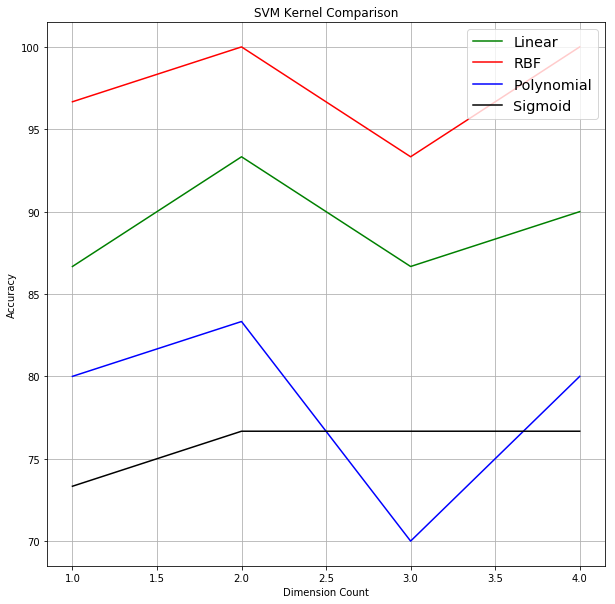 SVM Kernel Comparison
Linear
RBF
Polynomial
Sigmoid
100
95
90
85
80
75
70
Accuracy
1.0 1.5 2.0 2.5 3.0 3.5 4.0
Dimension Count